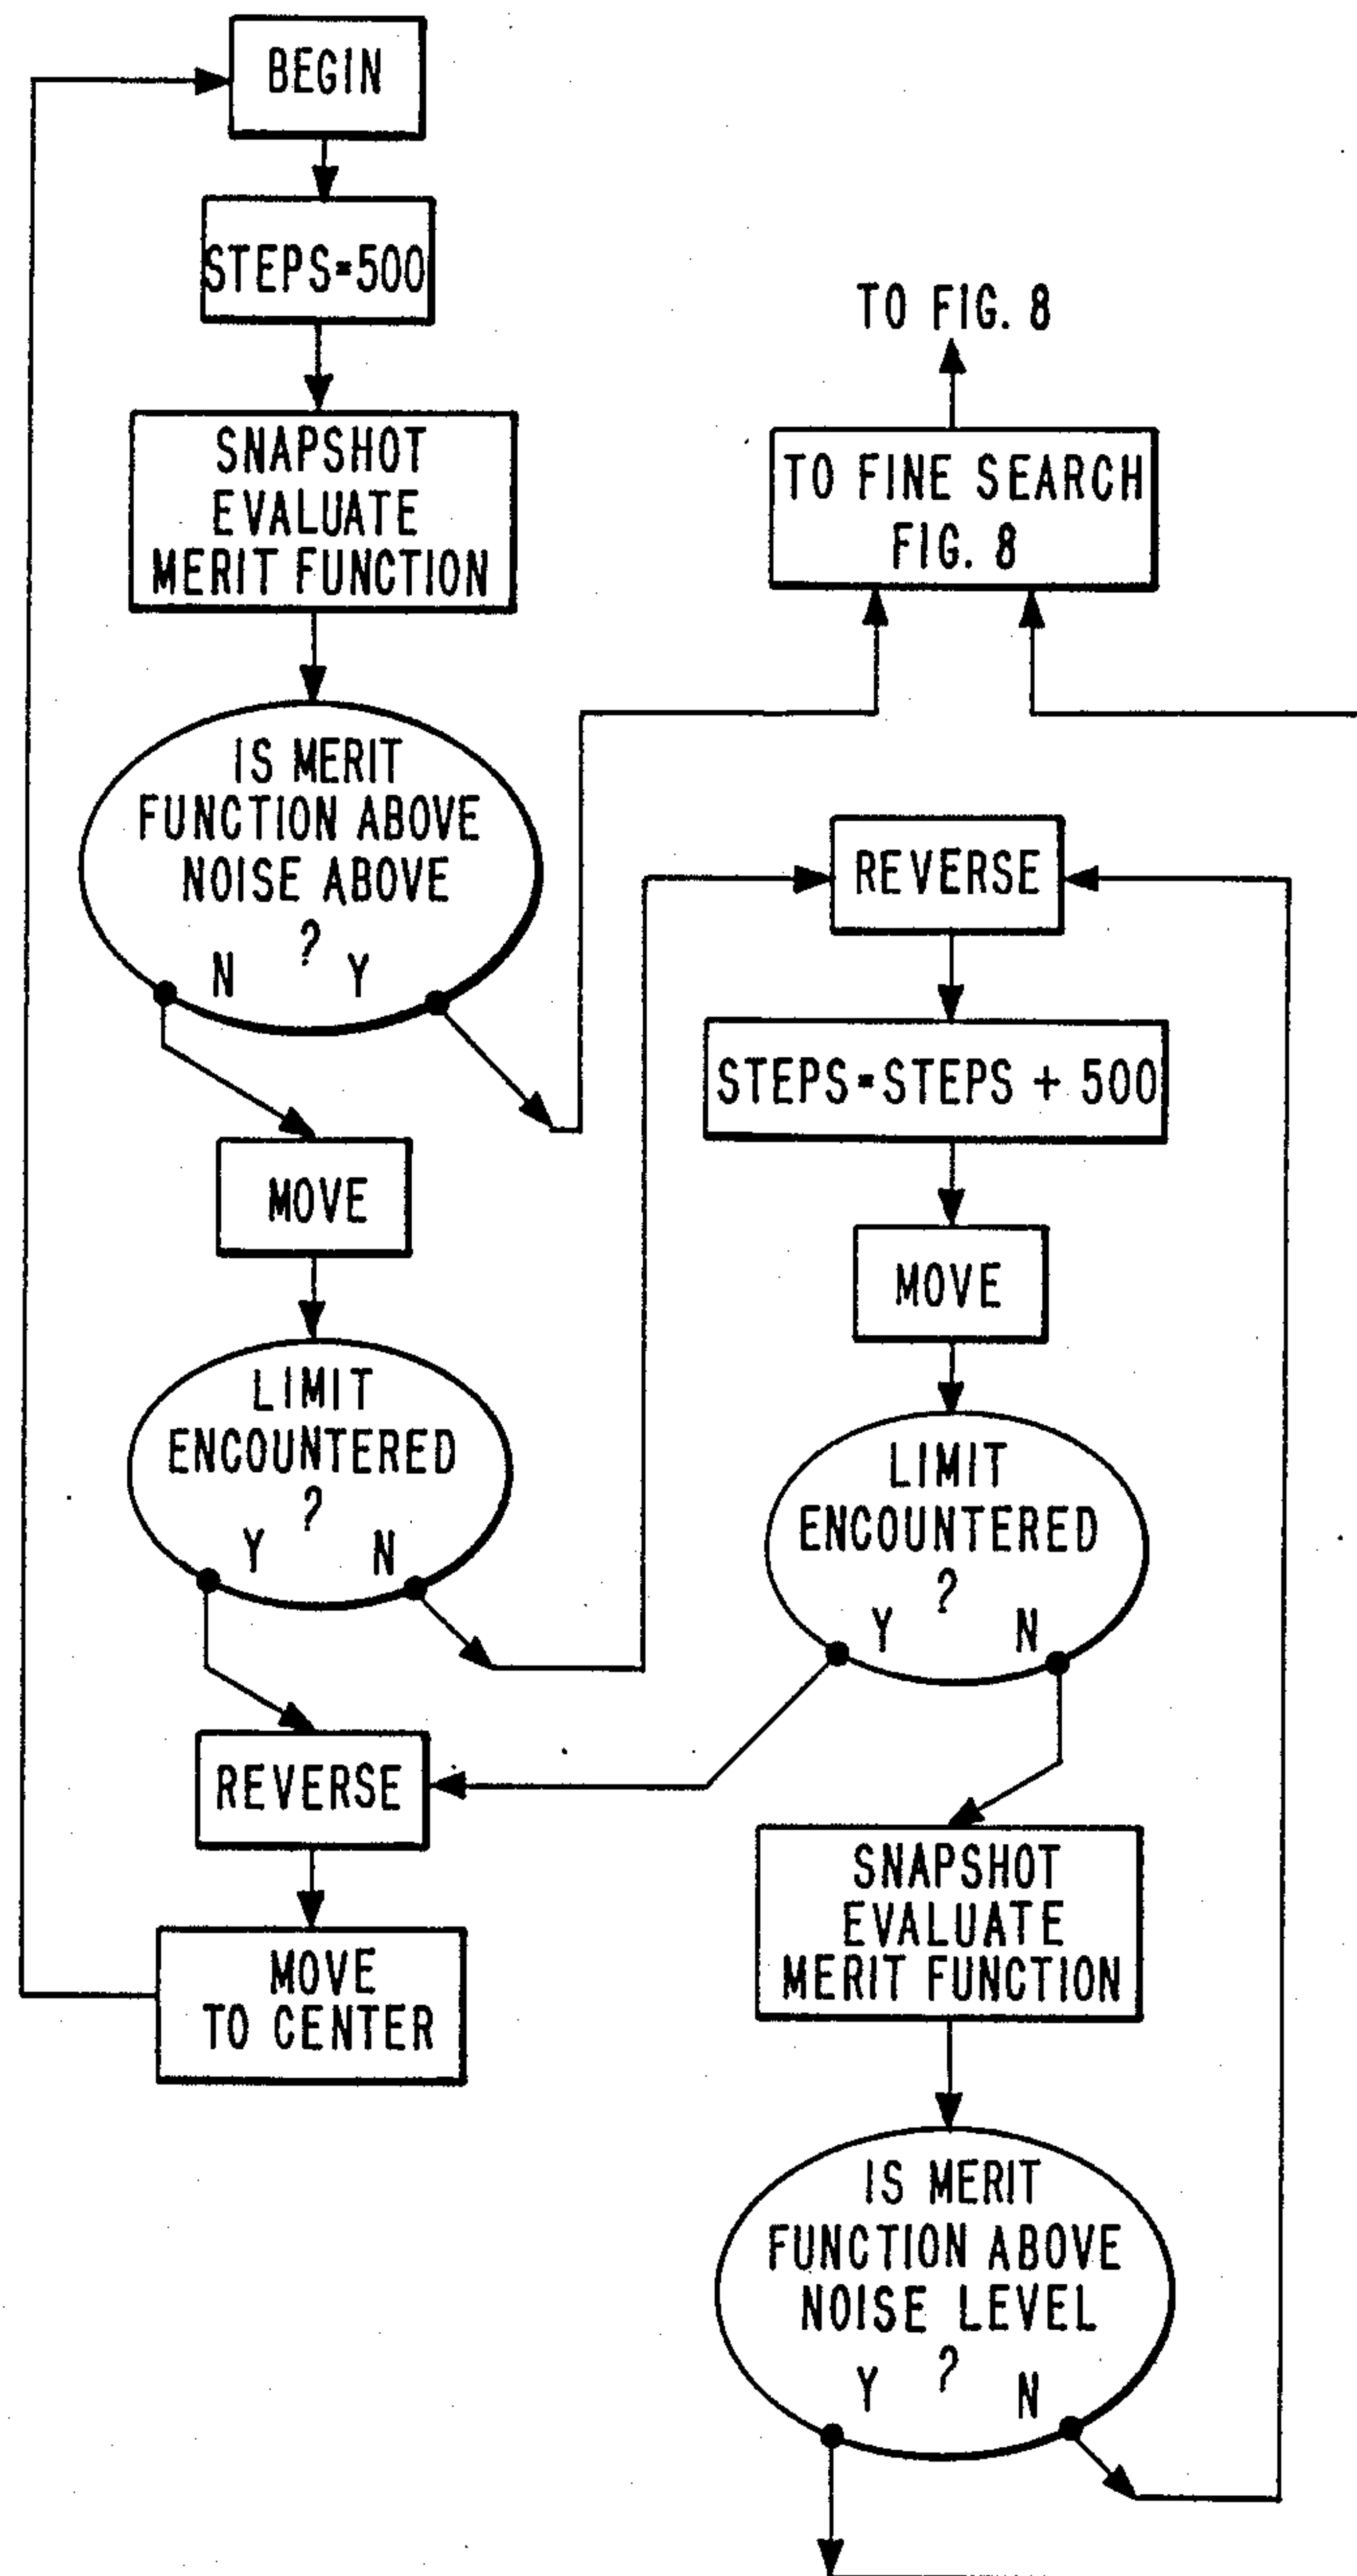 BEGIN
STEPS=500
SNAPSHOT
EVALUATE
MERIT FUNCTION
IS MERIT
FUNCTION ABOVE
NOISE ABOVE
?
N Y
MOVE
LIMIT
ENCOUNTERED
?
Y N
REVERSE
MOVE
TO CENTER
TO FIG. 8
TO FINE SEARCH
FIG. 8
REVERSE
STEPS=STEPS + 500
MOVE
LIMIT
ENCOUNTERED
?
Y N
SNAPSHOT
EVALUATE
MERIT FUNCTION
IS MERIT
FUNCTION ABOVE
NOISE LEVEL
?
Y N